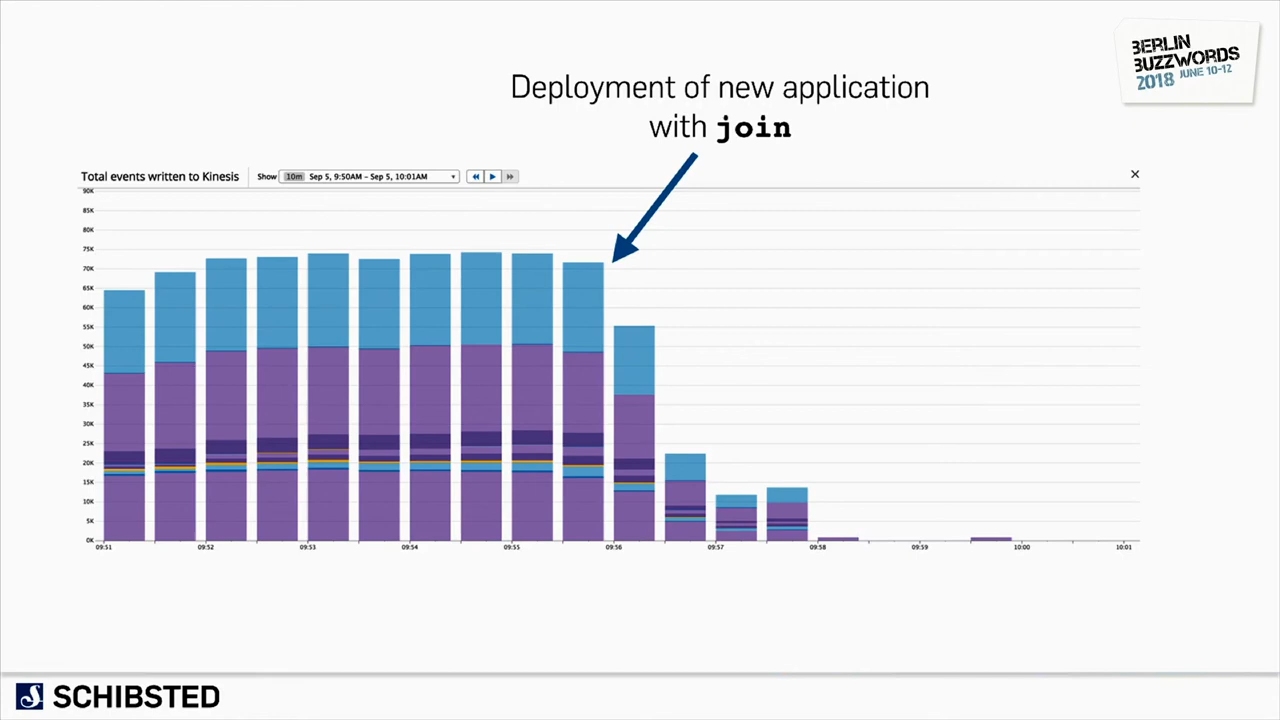 BERLIN
BUZZWORDS
2018 JUNE 10-12
Deployment of new application
with join
Total events written to Kinesis Show 10m Sep 5, 9:50AM – Sep 5, 10:01AM
90K
85K
80K
75K
70K
65K
60K
55K
50K
45K
40K
35K
30K
25K
20K
15K
10K
5K
0K
09:51 09:52 09:53 09:54 09:55 09:56 09:57 09:58 09:59 10:00 10:01
SCHIBSTED